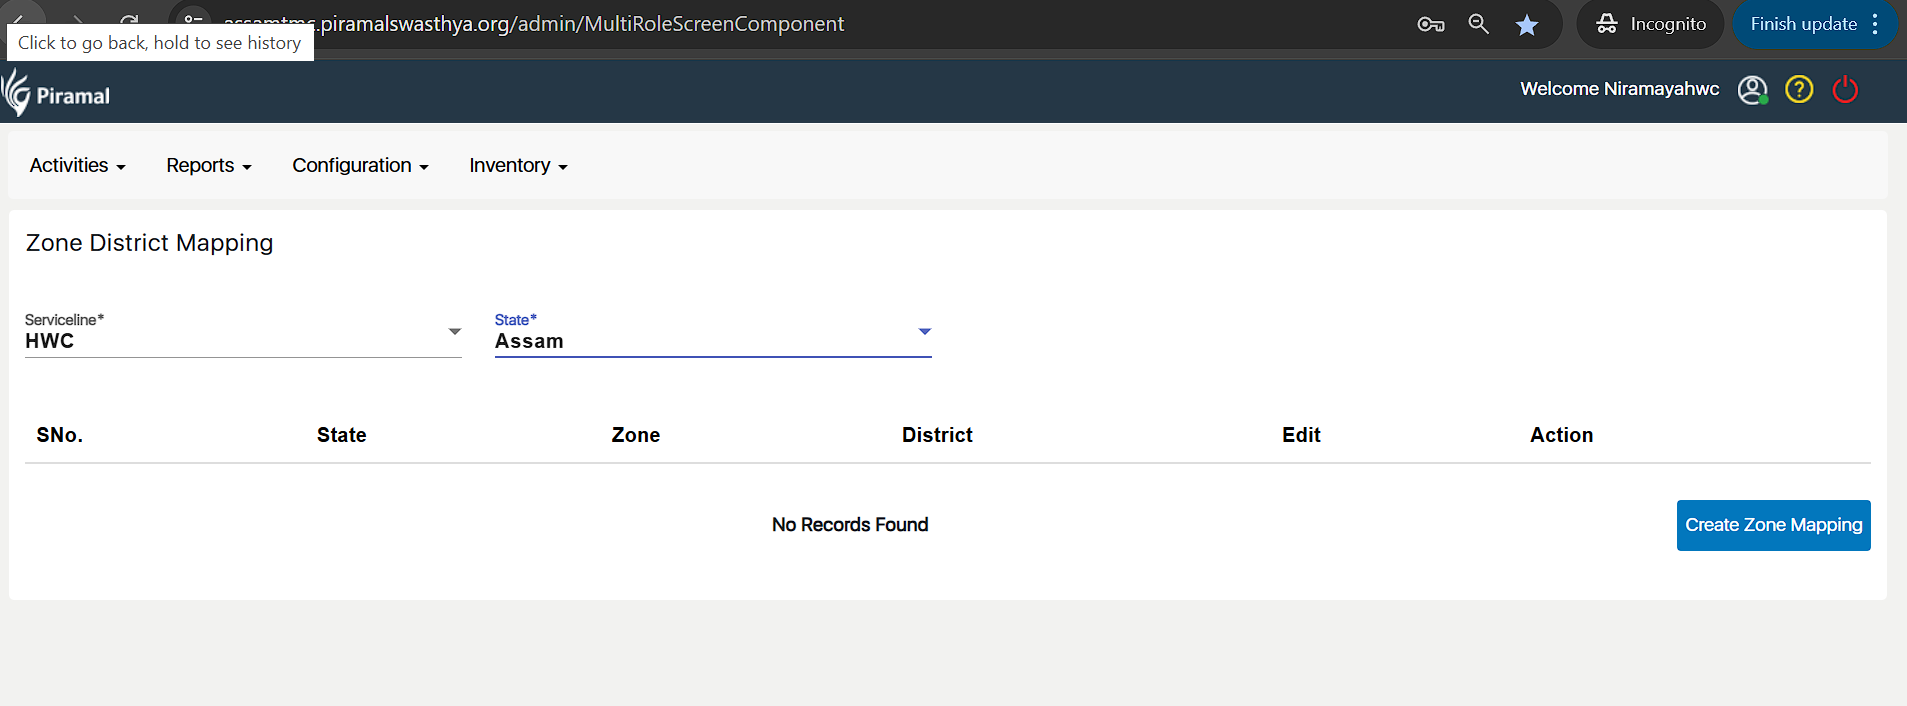 .piramalswasthya.org/admin/MultiRoleScreenComponent
Incognito
Finish update
Click to go back, hold to see history
Piramal
Welcome Niramayahwc
?
Activities
Reports
Configuration
Inventory
Zone District Mapping
Serviceline*
HWC
State*
Assam
SNo.
State
Zone
District
Edit
Action
No Records Found
Create Zone Mapping